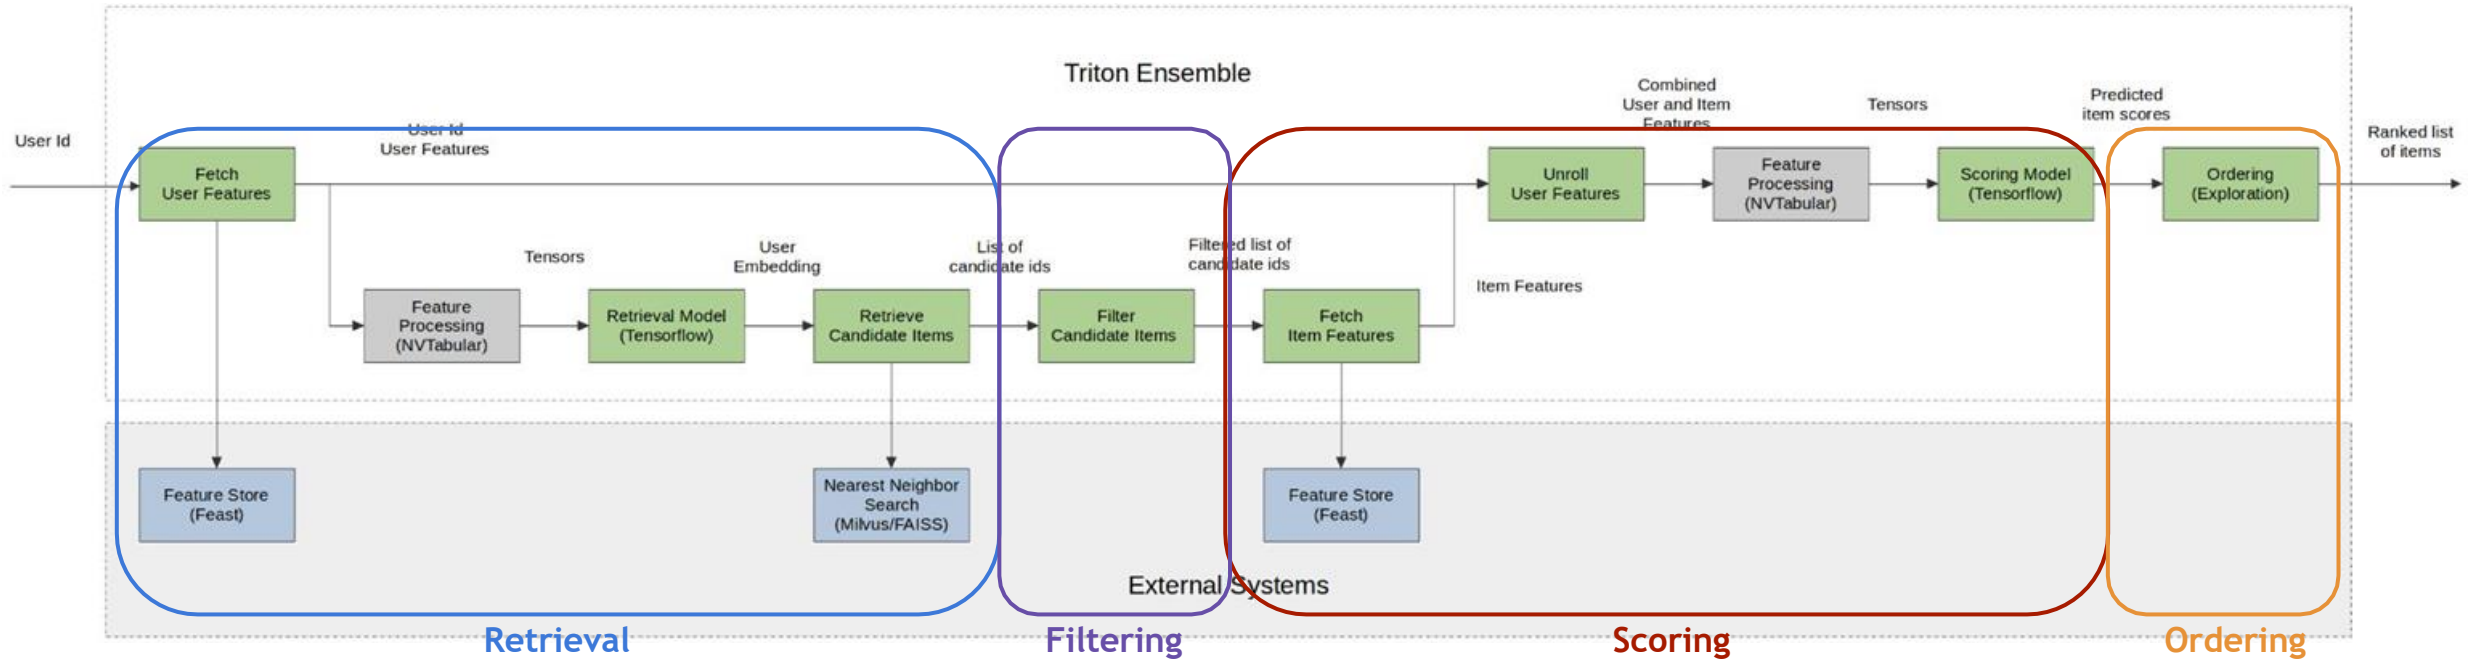 Triton Ensemble
User Id
Fetch
User Features
User Id
User Features
Feature
Processing
(NVTabular)
Tensors
Retrieval Model
(Tensorflow)
User
Embedding
Retrieve
Candidate Items
List of
candidate ids
Filter
Candidate Items
Filtered list of
candidate ids
Fetch
Item Features
Item Features
Unroll
User Features
Combined
User and Item
Features
Feature
Processing
(NVTabular)
Tensors
Scoring Model
(Tensorflow)
Predicted
item scores
Ordering
(Exploration)
Ranked list
of items
Feature Store
(Feast)
Nearest Neighbor
Search
(Milvus/FAISS)
Feature Store
(Feast)
External Systems
Retrieval
Filtering
Scoring
Ordering